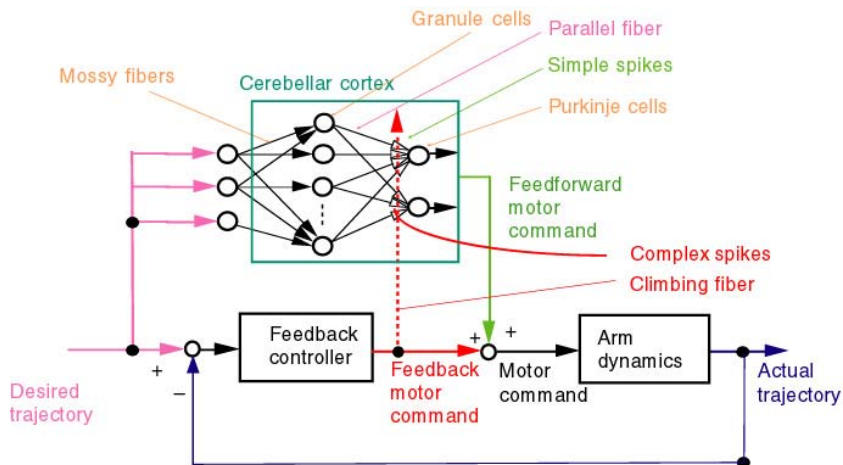 Granule cells
Parallel fiber
Mossy fibers
Cerebellar cortex
Simple spikes
Purkinje cells
Feedforward
motor
command
Complex spikes
Climbing fiber
Feedback
controller
+
+
Arm
dynamics
+
−
Desired
trajectory
Feedback
motor
command
Motor
command
Actual
trajectory